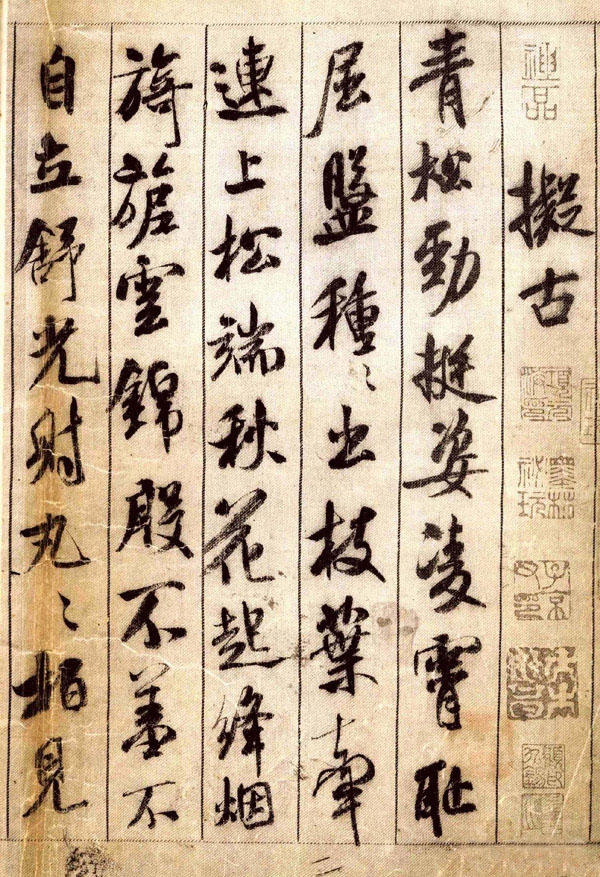 擬古
青松勁挺姿凌霄恥
屈盤種〻出枝葉牽
連上松端秋花起絳烟
旖旎雲錦殷不羞不
自立舒光射丸〻柏見